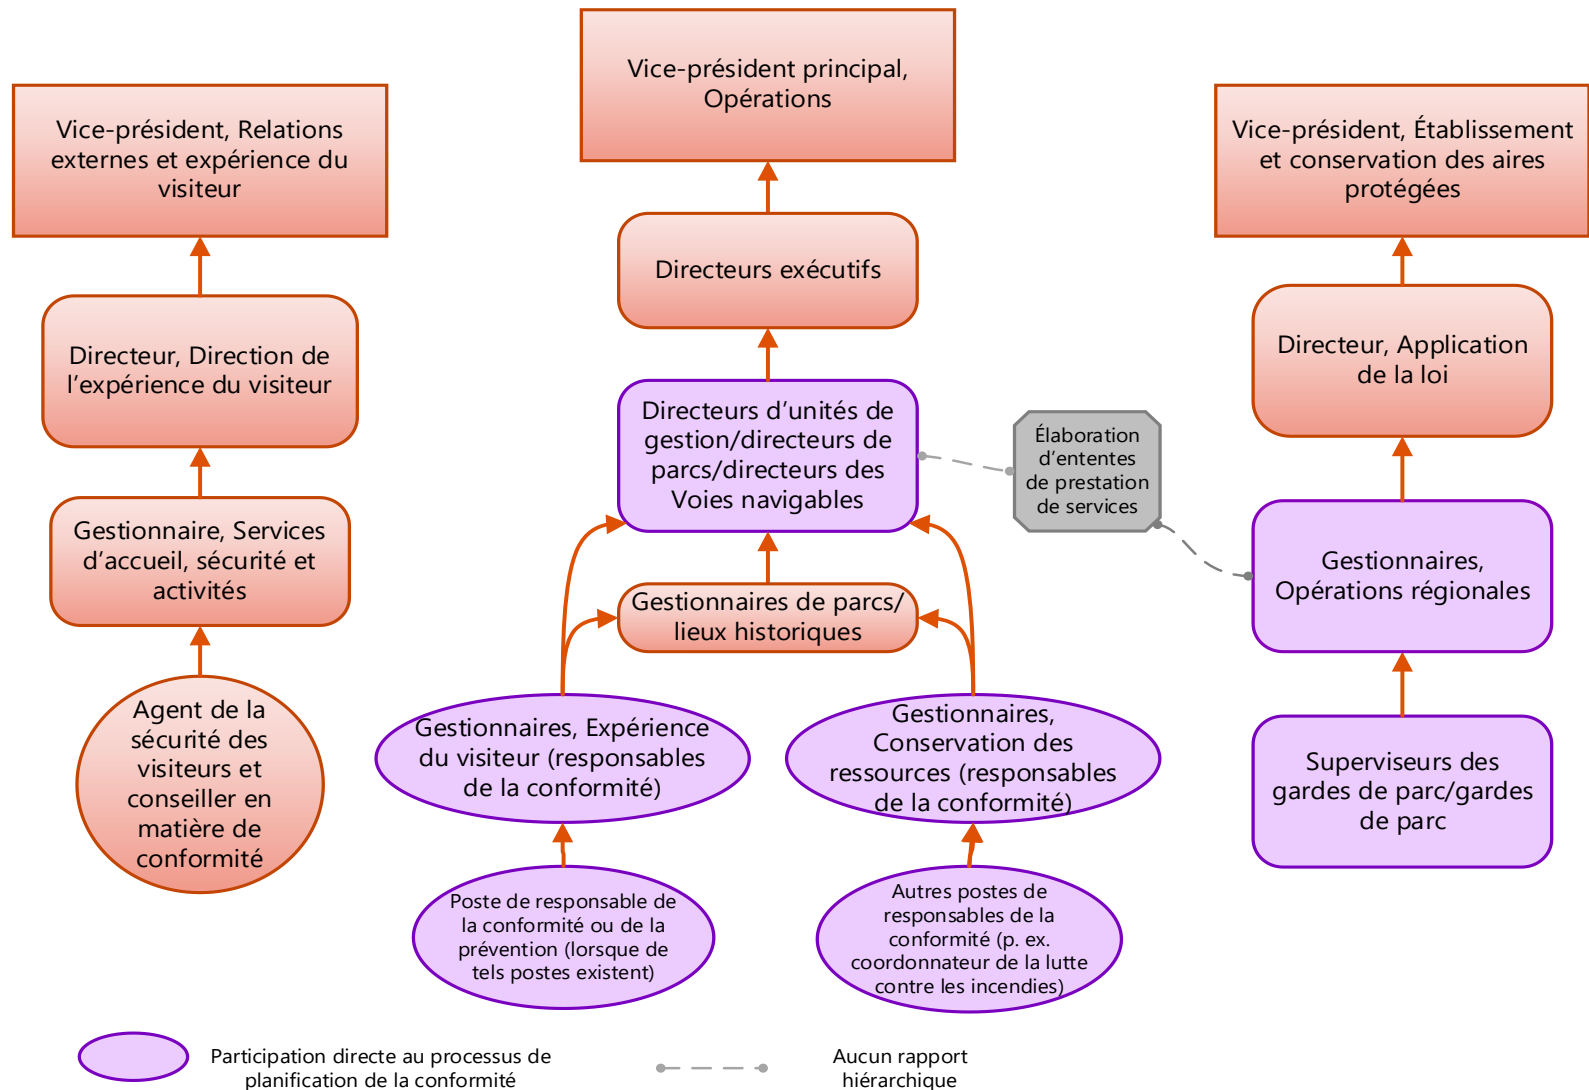 Vice-président principal,
Opérations
Vice-président, Relations
externes et expérience du
visiteur
Vice-président, Établissement
et conservation des aires
protégées
Directeurs exécutifs
Directeur, Direction de
l’expérience du visiteur
Directeur, Application
de la loi
Directeurs d’unités de
gestion/directeurs de
parcs/directeurs des
Voies navigables
Élaboration
d’ententes
de prestation
de services
Gestionnaire, Services
d’accueil, sécurité et
activités
Gestionnaires,
Opérations régionales
Gestionnaires de parcs/
lieux historiques
Agent de la
sécurité des
visiteurs et
conseiller en
matière de
conformité
Gestionnaires, Expérience
du visiteur (responsables
de la conformité)
Gestionnaires,
Conservation des
ressources (responsables
de la conformité)
Superviseurs des
gardes de parc/gardes
de parc
Poste de responsable de
la conformité ou de la
prévention (lorsque de
tels postes existent)
Autres postes de
responsables de la
conformité (p. ex.
coordonnateur de la lutte
contre les incendies)
Participation directe au processus de
planification de la conformité
Aucun rapport
hiérarchique